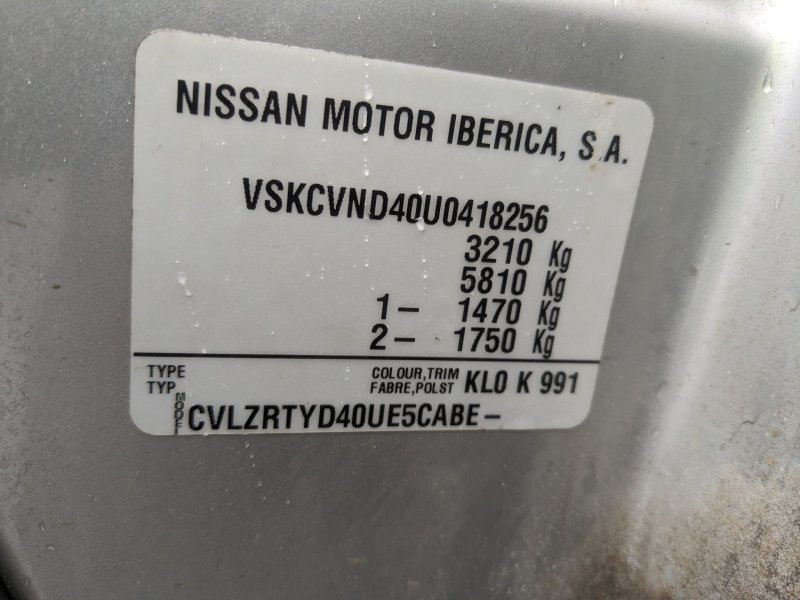 NISSAN MOTOR IBERICA, S.A.
VSKCVND40U0418256
3210 Kg
5810 Kg
1- 1470 Kg
2- 1750 Kg
TYPE
TYP
COLOUR,TRIM
FABRE,POLST
KL0 K 991
MODEL
CVLZRTYD40UE5CABE-